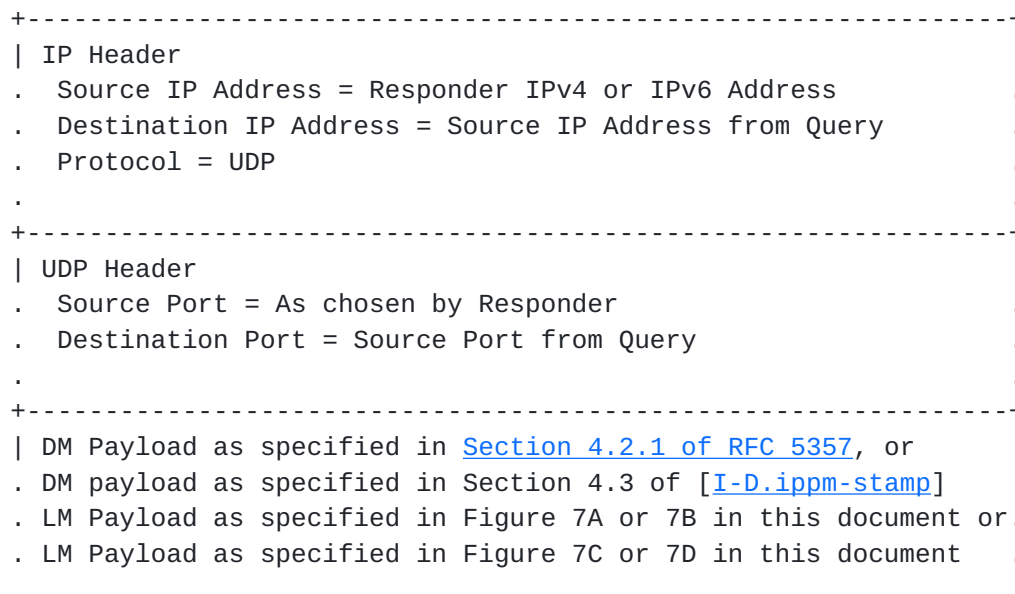 +---------------------------------------------------------------
| IP Header
.  Source IP Address = Responder IPv4 or IPv6 Address          .
.  Destination IP Address = Source IP Address from Query       .
.  Protocol = UDP                                              .
.                                                              .
+---------------------------------------------------------------
| UDP Header
.  Source Port = As chosen by Responder                        .
.  Destination Port = Source Port from Query                   .
.                                                              .
+---------------------------------------------------------------
| DM Payload as specified in Section 4.2.1 of RFC 5357, or
. DM payload as specified in Section 4.3 of [I-D.ippm-stamp]
. LM Payload as specified in Figure 7A or 7B in this document or.
. LM Payload as specified in Figure 7C or 7D in this document  .